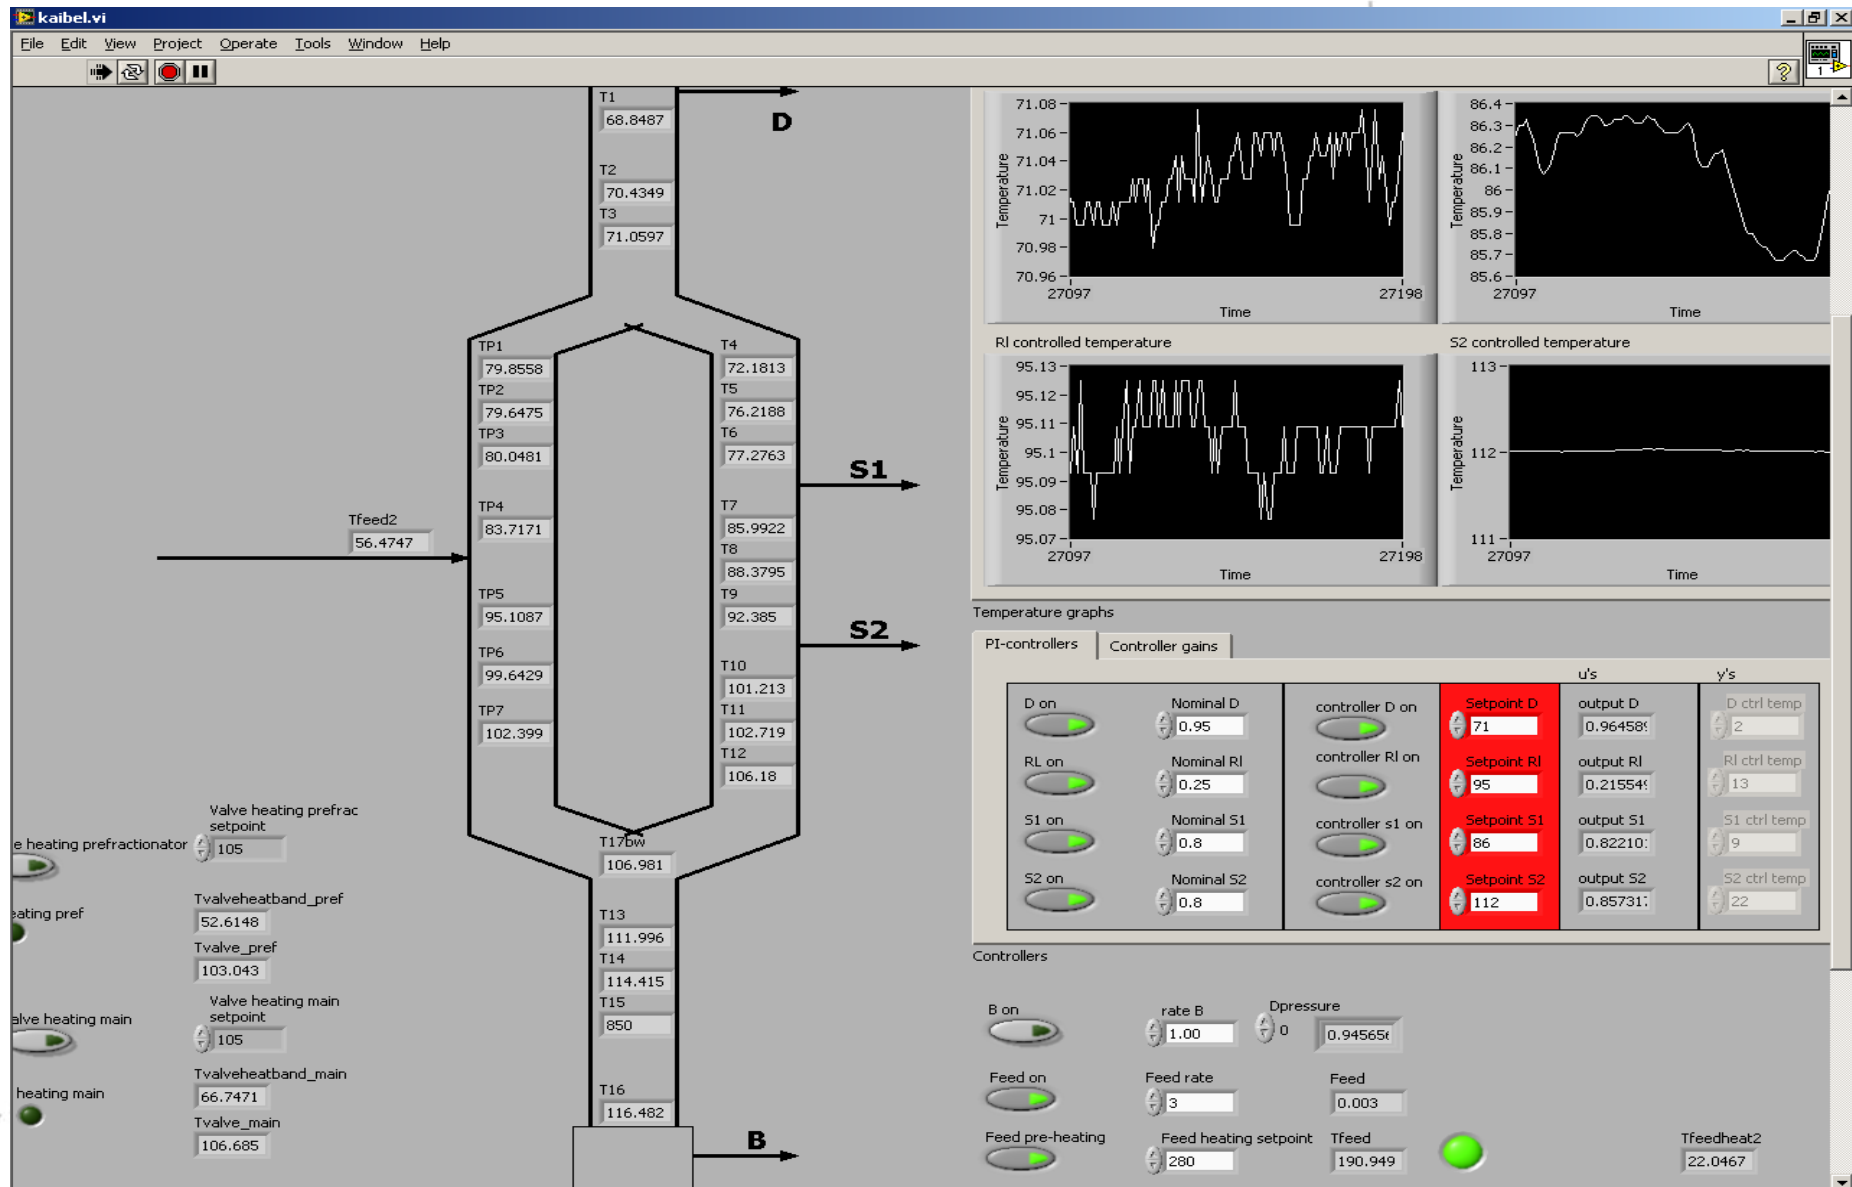 kaibel.vi
File Edit View Project Operate Tools Window Help
1
T1
68.8487
D
T2
70.4349
T3
71.0597
TP1
79.8558
TP2
79.6475
TP3
80.0481
TP4
83.7171
Tfeed2
56.4747
TP5
95.1087
TP6
99.6429
TP7
102.399
T4
72.1813
T5
76.2188
T6
77.2763
S1
T7
85.9922
T8
88.3795
T9
92.385
S2
T10
101.213
T11
102.719
T12
106.18
T17bw
106.981
T13
111.996
T14
114.415
T15
850
T16
116.482
B
Valve heating prefrac
setpoint
e heating prefractionator
105
eating pref
Tvalveheatband_pref
52.6148
Tvalve_pref
103.043
Valve heating main
setpoint
alve heating main
105
Tvalveheatband_main
66.7471
heating main
Tvalve_main
106.685
71.08
71.06
71.04
71.02
71
70.98
70.96
Temperature
27097 27198
Time
86.4
86.3
86.2
86.1
86
85.9
85.8
85.7
85.6
Temperature
27097
Time
Rl controlled temperature
95.13
95.12
95.11
95.1
95.09
95.08
95.07
Temperature
27097 27198
Time
S2 controlled temperature
113
112
111
Temperature
27097
Time
Temperature graphs
PI-controllers Controller gains
u's y's
D on Nominal D controller D on Setpoint D output D D ctrl temp
0.95 71 0.964589 2
RL on Nominal Rl controller Rl on Setpoint Rl output Rl Rl ctrl temp
0.25 95 0.215549 13
S1 on Nominal S1 controller s1 on Setpoint S1 output S1 S1 ctrl temp
0.8 86 0.82210 9
S2 on Nominal S2 controller s2 on Setpoint S2 output S2 S2 ctrl temp
0.8 112 0.85731 22
Controllers
B on rate B Dpressure
1.00 0 0.94565
Feed on Feed rate Feed
3 0.003
Feed pre-heating Feed heating setpoint Tfeed Tfeedheat2
280 190.949 22.0467